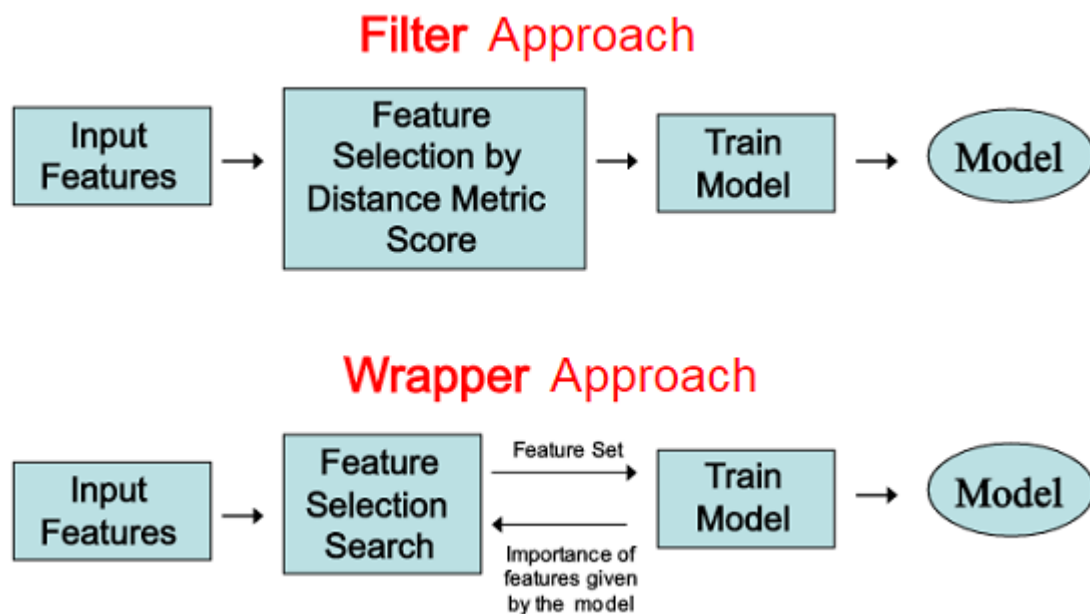 Filter Approach
Input
Features
Feature
Selection by
Distance Metric
Score
Train
Model
Model
Wrapper Approach
Input
Features
Feature
Selection
Search
Feature Set
Importance of
features given
by the model
Train
Model
Model